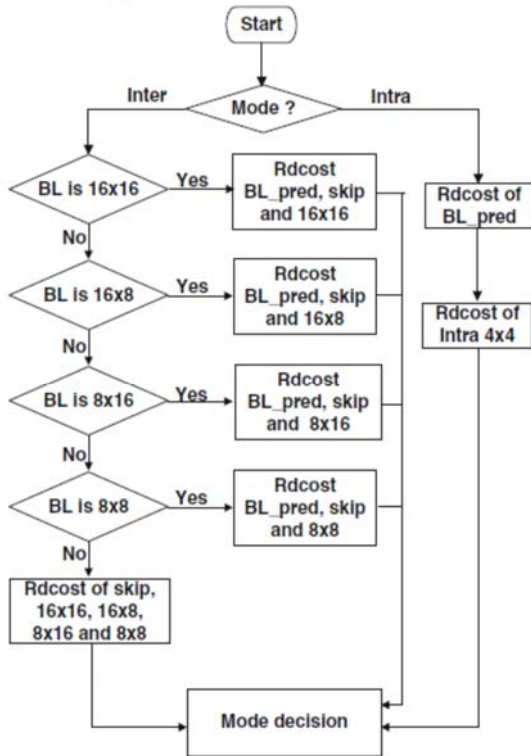 Start
Inter
Mode ?
Intra
BL is 16x16
Yes
Rdcost
BL_pred, skip
and 16x16
Rdcost of
BL_pred
No
BL is 16x8
Yes
Rdcost
BL_pred, skip
and 16x8
Rdcost of
Intra 4x4
No
BL is 8x16
Yes
Rdcost
BL_pred, skip
and 8x16
No
BL is 8x8
Yes
Rdcost
BL_pred, skip
and 8x8
No
Rdcost of skip,
16x16, 16x8,
8x16 and 8x8
Mode decision